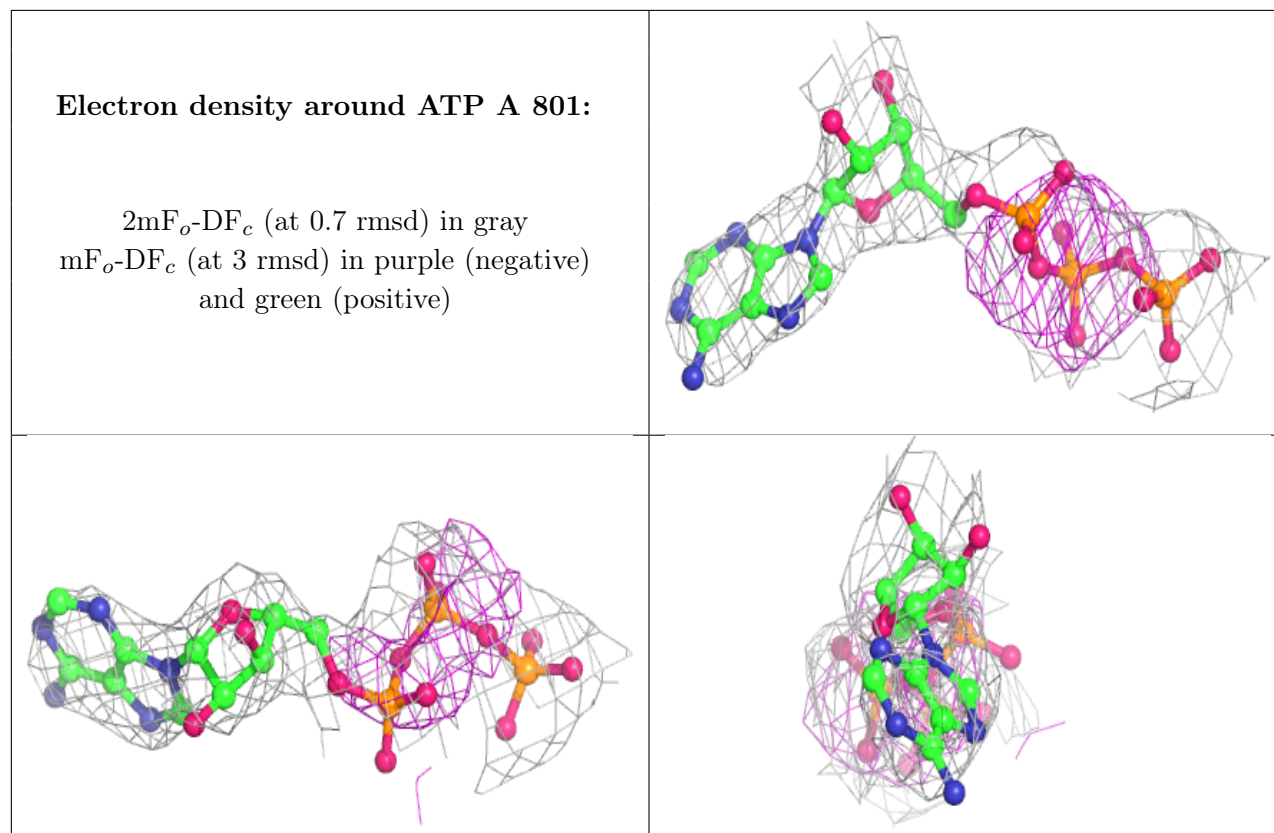 Electron density around ATP A 801:
2mFo-DFc (at 0.7 rmsd) in gray
mFo-DFc (at 3 rmsd) in purple (negative)
and green (positive)